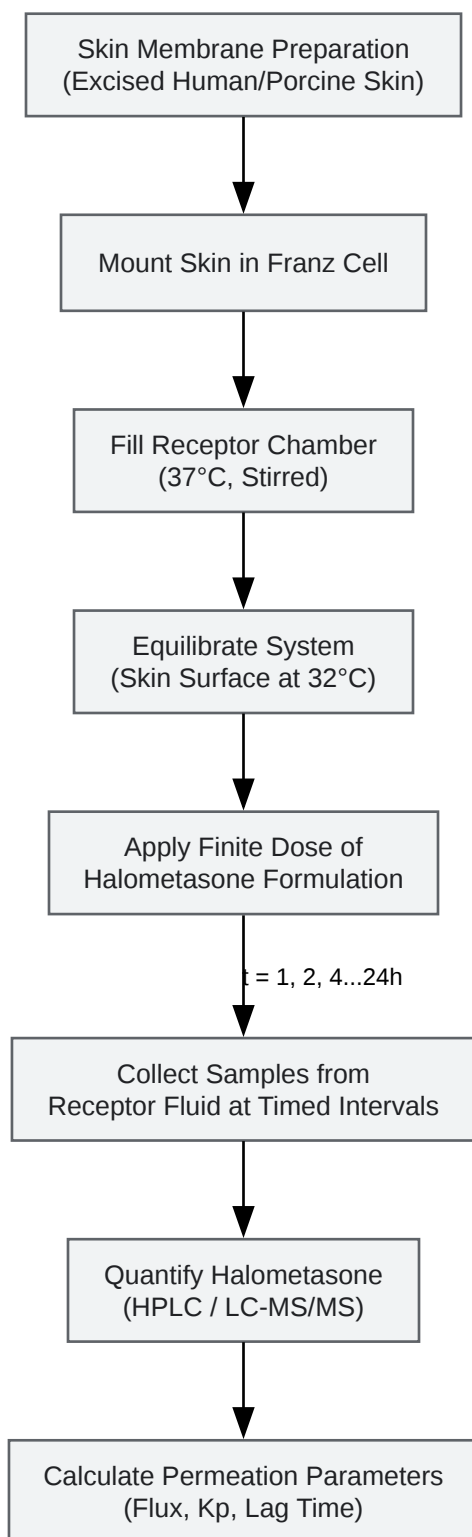 Skin Membrane Preparation
(Excised Human/Porcine Skin)
Mount Skin in Franz Cell
Fill Receptor Chamber
(37°C, Stirred)
Equilibrate System
(Skin Surface at 32°C)
Apply Finite Dose of
Halometasone Formulation
t = 1, 2, 4...24h
Collect Samples from
Receptor Fluid at Timed Intervals
Quantify Halometasone
(HPLC / LC-MS/MS)
Calculate Permeation Parameters
(Flux, Kp, Lag Time)